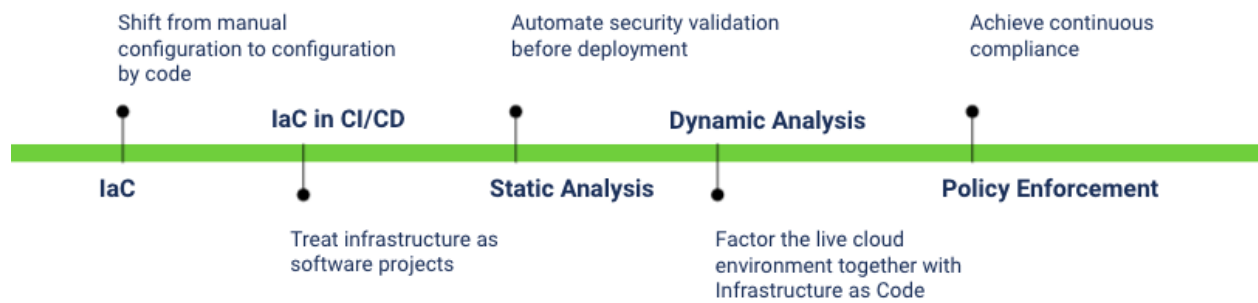 Shift from manual
configuration to configuration
by code
IaC
IaC in CI/CD
Treat infrastructure as
software projects
Automate security validation
before deployment
Static Analysis
Dynamic Analysis
Factor the live cloud
environment together with
Infrastructure as Code
Achieve continuous
compliance
Policy Enforcement